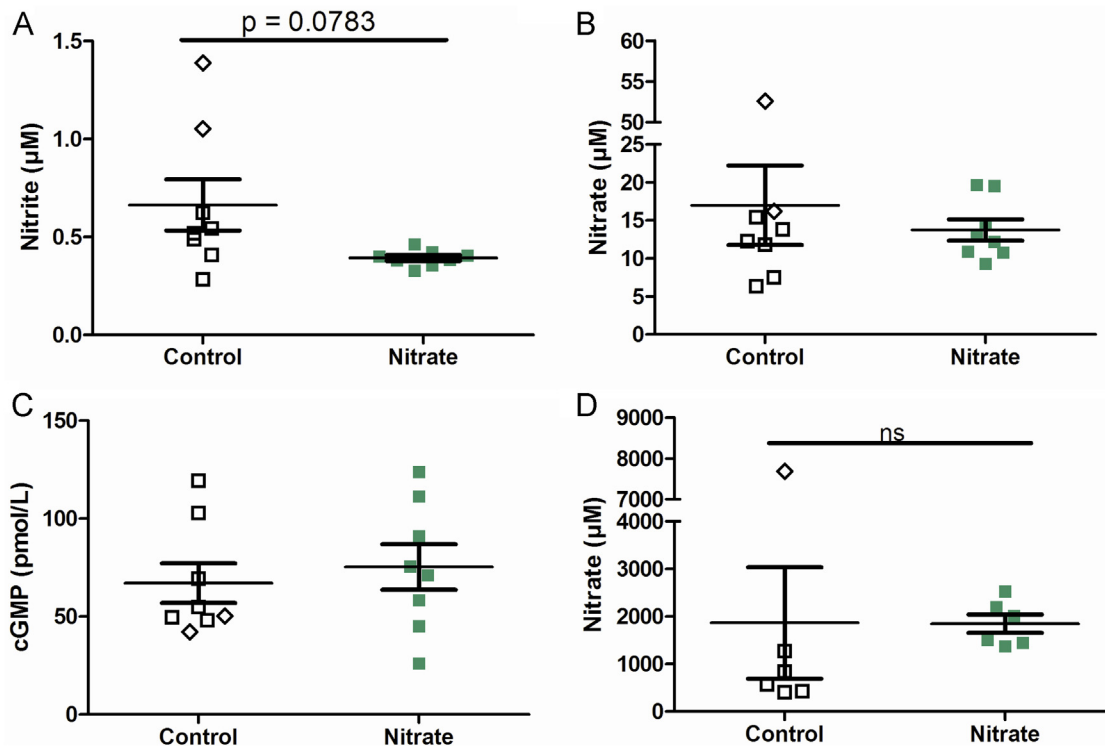 A
p = 0.0783
Nitrite (µM)
1.5
1.0
0.5
0.0
Control Nitrate
B
Nitrate (µM)
60
55
50
25
20
15
10
5
0
Control Nitrate
C
cGMP (pmol/L)
150
100
50
0
Control Nitrate
D
ns
Nitrate (µM)
9000
8000
7000
4000
3000
2000
1000
0
Control Nitrate